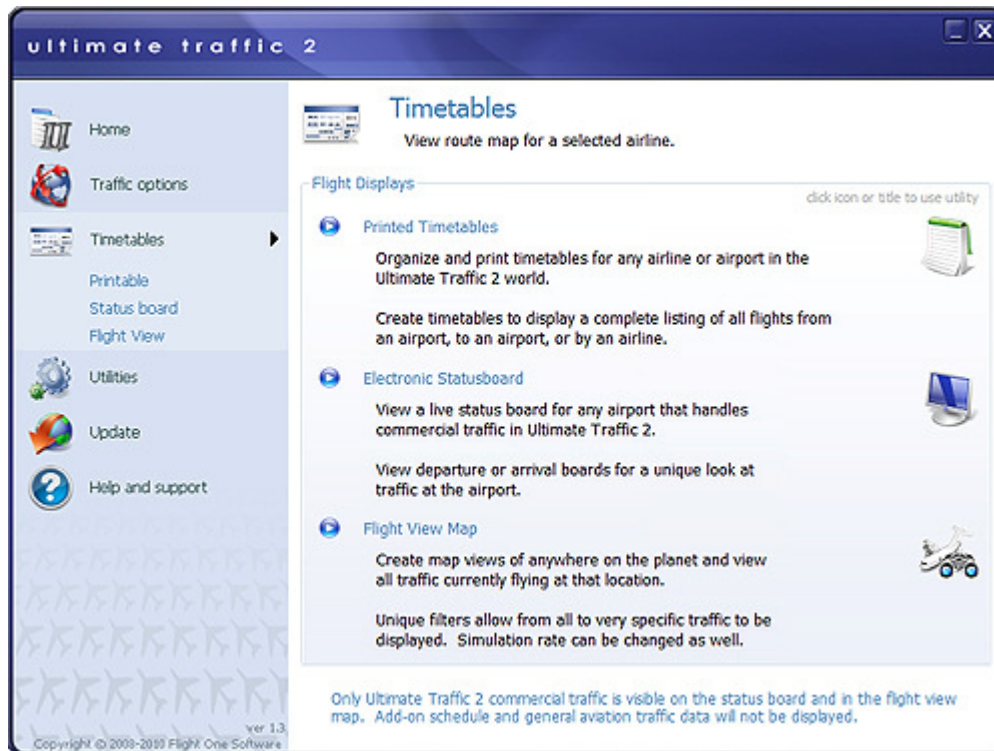 ultimate traffic 2
Home
Traffic options
Timetables
Printable
Status board
Flight View
Utilities
Update
Help and support
ver 1.3
Copyright © 2008-2010 Flight One Software
Timetables
View route map for a selected airline.
Flight Displays
click icon or title to use utility
Printed Timetables
Organize and print timetables for any airline or airport in the
Ultimate Traffic 2 world.
Create timetables to display a complete listing of all flights from
an airport, to an airport, or by an airline.
Electronic Statusboard
View a live status board for any airport that handles
commercial traffic in Ultimate Traffic 2.
View departure or arrival boards for a unique look at
traffic at the airport.
Flight View Map
Create map views of anywhere on the planet and view
all traffic currently flying at that location.
Unique filters allow from all to very specific traffic to be
displayed. Simulation rate can be changed as well.
Only Ultimate Traffic 2 commercial traffic is visible on the status board and in the flight view
map. Add-on schedule and general aviation traffic data will not be displayed.